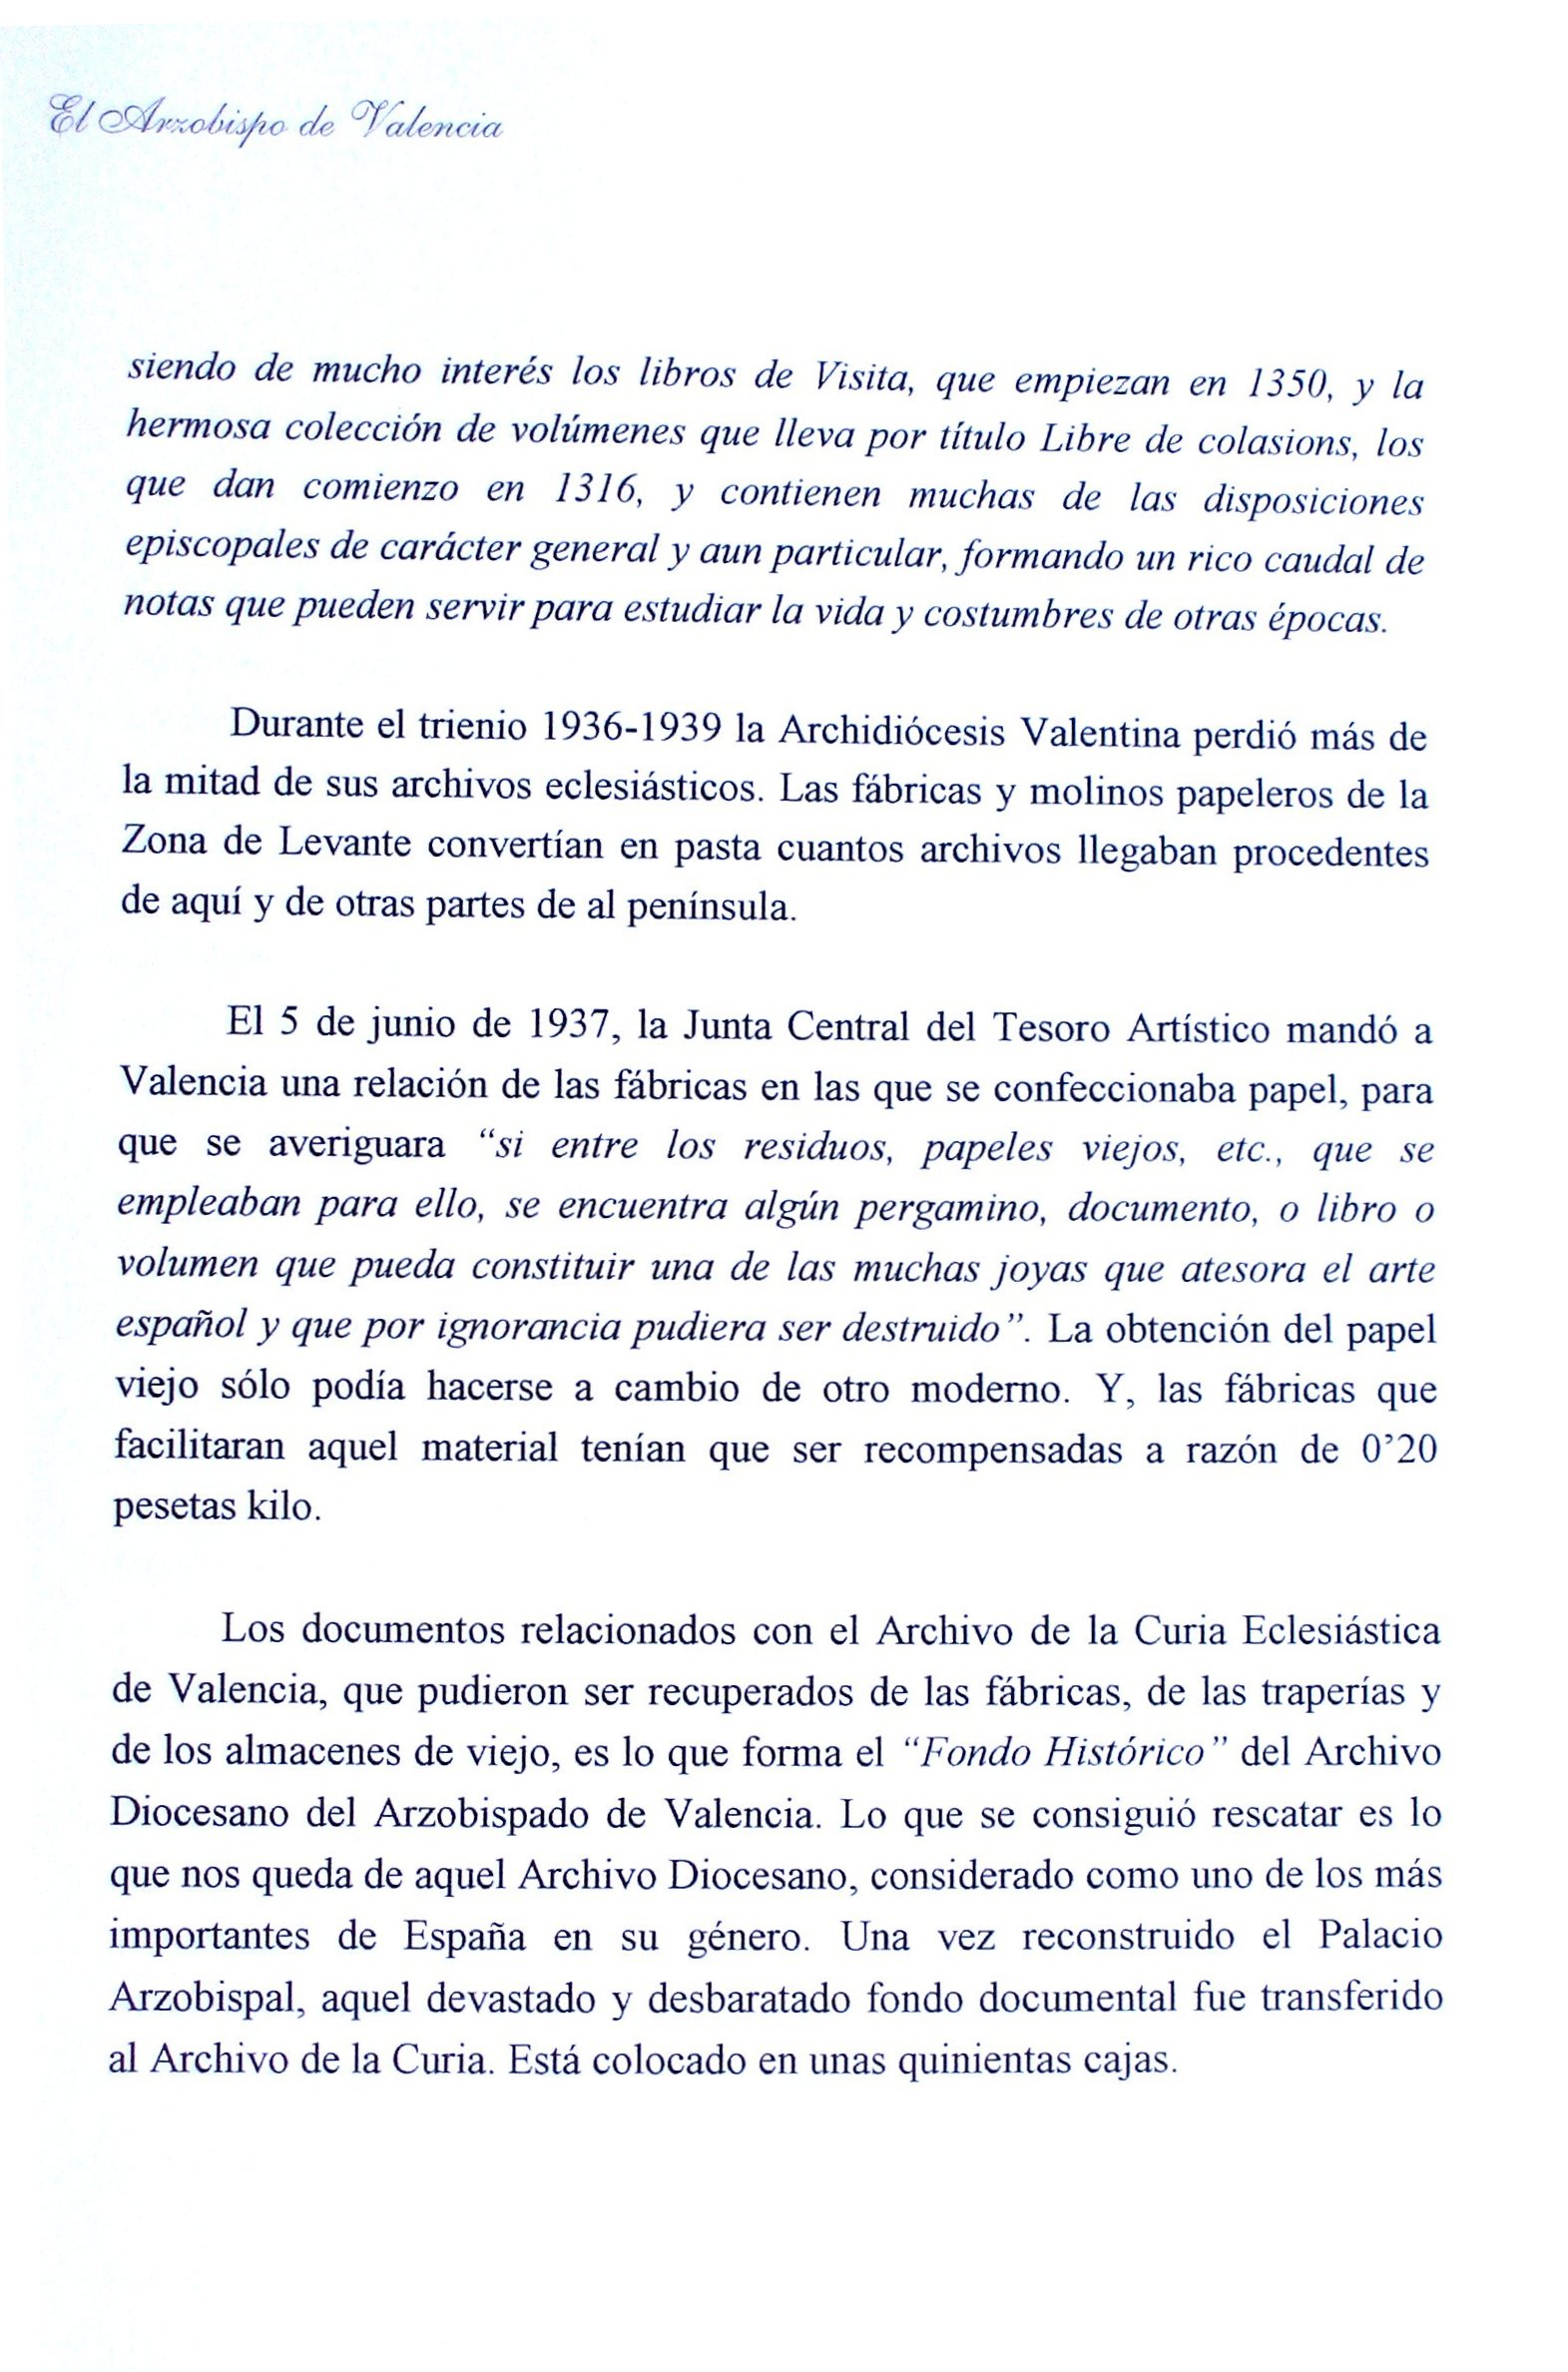 El Arzobispo de Valencia
siendo de mucho interés los libros de Visita, que empiezan en 1350, y la
hermosa colección de volúmenes que lleva por título Libre de colasions, los
que dan comienzo en 1316, y contienen muchas de las disposiciones
episcopales de carácter general y aun particular, formando un rico caudal de
notas que pueden servir para estudiar la vida y costumbres de otras épocas.
Durante el trienio 1936-1939 la Archidiócesis Valentina perdió más de
la mitad de sus archivos eclesiásticos. Las fábricas y molinos papeleros de la
Zona de Levante convertían en pasta cuantos archivos llegaban procedentes
de aquí y de otras partes de al península.
El 5 de junio de 1937, la Junta Central del Tesoro Artístico mandó a
Valencia una relación de las fábricas en las que se confeccionaba papel, para
que se averiguara “si entre los residuos, papeles viejos, etc., que se
empleaban para ello, se encuentra algún pergamino, documento, o libro o
volumen que pueda constituir una de las muchas joyas que atesora el arte
español y que por ignorancia pudiera ser destruido”. La obtención del papel
viejo sólo podía hacerse a cambio de otro moderno. Y, las fábricas que
facilitaran aquel material tenían que ser recompensadas a razón de 0’20
pesetas kilo.
Los documentos relacionados con el Archivo de la Curia Eclesiástica
de Valencia, que pudieron ser recuperados de las fábricas, de las traperías y
de los almacenes de viejo, es lo que forma el “Fondo Histórico” del Archivo
Diocesano del Arzobispado de Valencia. Lo que se consiguió rescatar es lo
que nos queda de aquel Archivo Diocesano, considerado como uno de los más
importantes de España en su género. Una vez reconstruido el Palacio
Arzobispal, aquel devastado y desbaratado fondo documental fue transferido
al Archivo de la Curia. Está colocado en unas quinientas cajas.